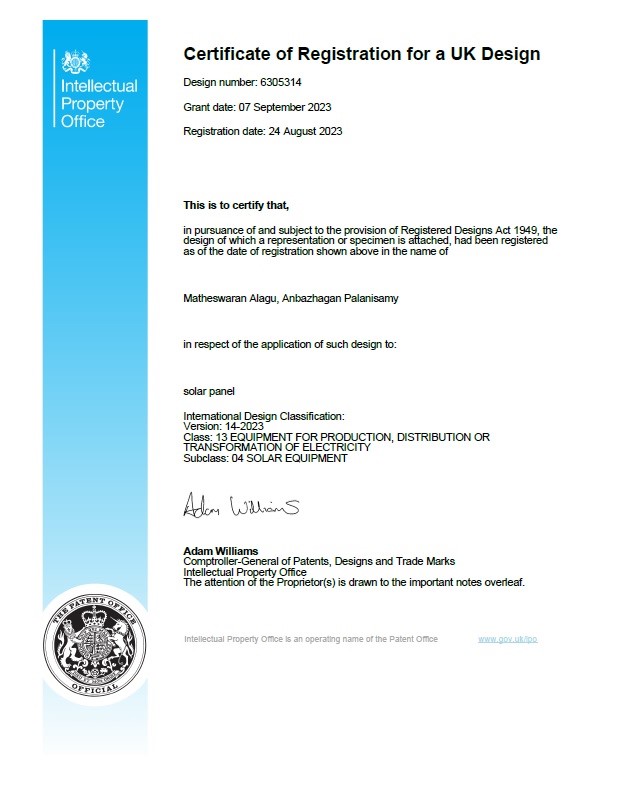 Intellectual
Property
Office
Certificate of Registration for a UK Design
Design number: 6305314
Grant date: 07 September 2023
Registration date: 24 August 2023
This is to certify that,
in pursuance of and subject to the provision of Registered Designs Act 1949, the
design of which a representation or specimen is attached, had been registered
as of the date of registration shown above in the name of
Matheswaran Alagu, Anbazhagan Palanisamy
in respect of the application of such design to:
solar panel
International Design Classification:
Version: 14-2023
Class: 13 EQUIPMENT FOR PRODUCTION, DISTRIBUTION OR
TRANSFORMATION OF ELECTRICITY
Subclass: 04 SOLAR EQUIPMENT
Adam Williams
Adam Williams
Comptroller-General of Patents, Designs and Trade Marks
Intellectual Property Office
The attention of the Proprietor(s) is drawn to the important notes overleaf.
THE PATENT OFFICE
OFFICIAL
Intellectual Property Office is an operating name of the Patent Office
www.gov.uk/ipo